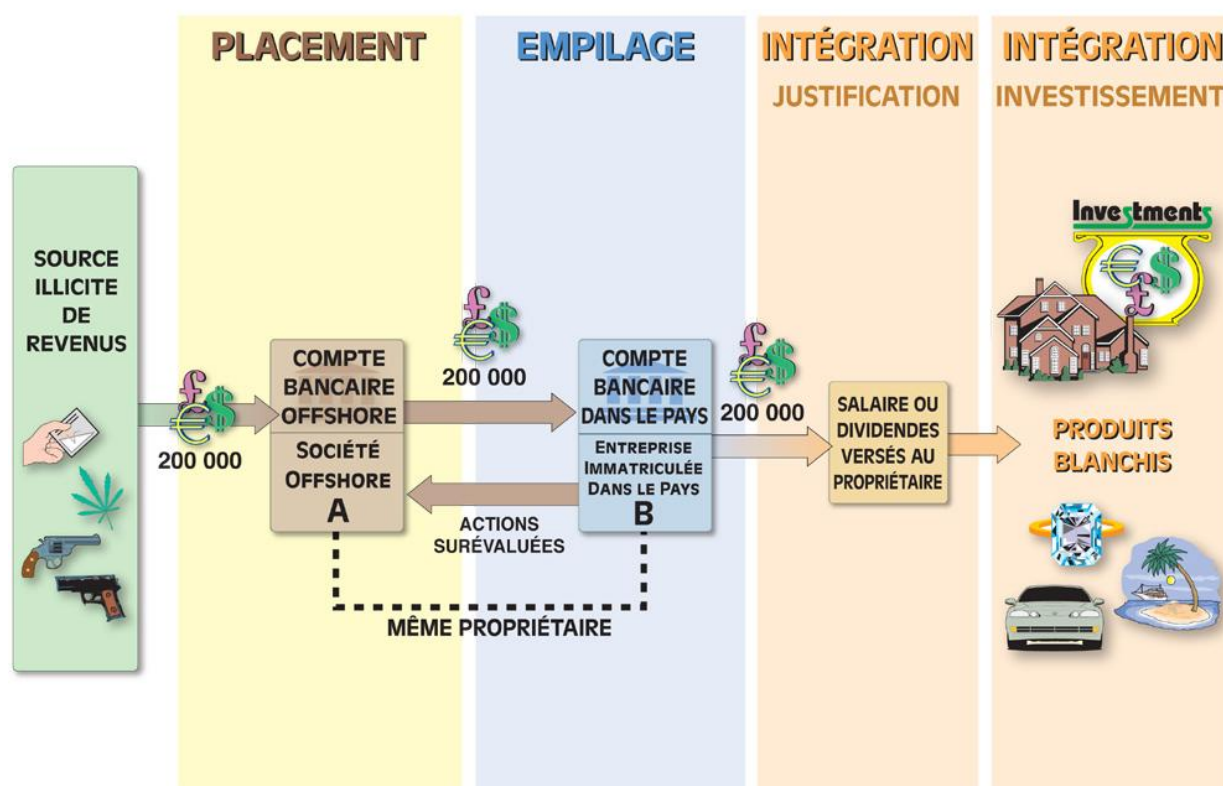 PLACEMENT
EMPILAGE
INTÉGRATION
JUSTIFICATION
INTÉGRATION
INVESTISSEMENT
SOURCE
ILLICITE
DE
REVENUS
200 000
COMPTE
BANCAIRE
OFFSHORE
SOCIÉTÉ
OFFSHORE
A
200 000
ACTIONS
SURÉVALUÉES
MÊME PROPRIÉTAIRE
COMPTE
BANCAIRE
DANS LE PAYS
ENTREPRISE
IMMATRICULÉE
DANS LE PAYS
B
200 000
SALAIRE OU
DIVIDENDES
VERSÉS AU
PROPRIÉTAIRE
Investments
€ $
£
PRODUITS
BLANCHIS